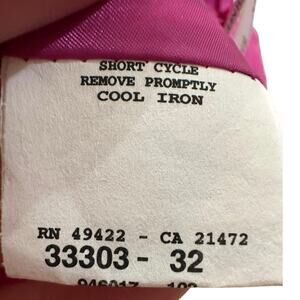 SHORT CYCLE
REMOVE PROMPTLY
COOL IRON
RN 49422 - CA 21472
33303 - 32